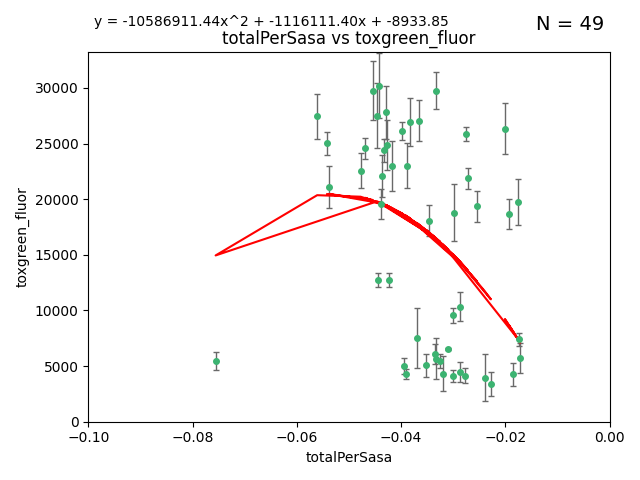 y = -10586911.44x^2 + -1116111.40x + -8933.85
N = 49
totalPerSasa vs toxgreen_fluor
30000
25000
20000
15000
10000
5000
0
toxgreen_fluor
−0.10
−0.08
−0.06
−0.04
−0.02
0.00
totalPerSasa